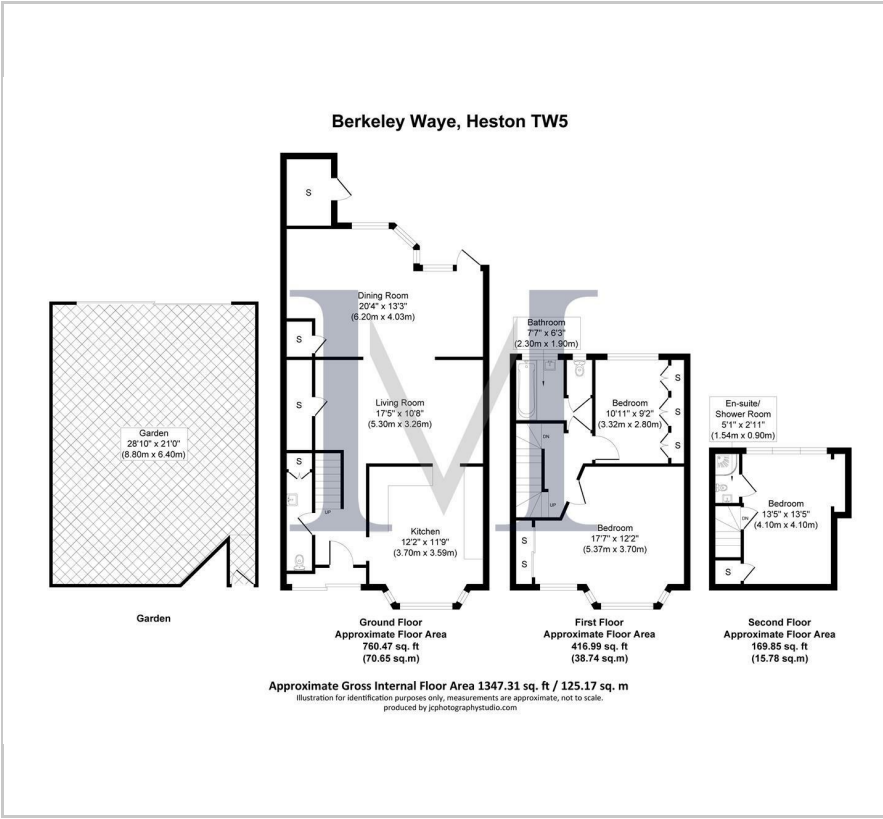 Berkeley Waye, Heston TW5
S
Dining Room
20'4" x 13'3"
(6.20m x 4.03m)
S
S
Living Room
17'5" x 10'8"
(5.30m x 3.26m)
S
UP
Kitchen
12'2" x 11'9"
(3.70m x 3.59m)
Garden
28'10" x 21'0"
(8.80m x 6.40m)
Garden
Ground Floor
Approximate Floor Area
760.47 sq. ft
(70.65 sq.m)
Bathroom
7'7" x 6'3"
(2.30m x 1.90m)
Bedroom
10'11" x 9'2"
(3.32m x 2.80m)
S
S
S
DN
UP
Bedroom
17'7" x 12'2"
(5.37m x 3.70m)
S
S
First Floor
Approximate Floor Area
416.99 sq. ft
(38.74 sq.m)
En-suite/
Shower Room
5'1" x 2'11"
(1.54m x 0.90m)
Bedroom
13'5" x 13'5"
(4.10m x 4.10m)
DN
S
Second Floor
Approximate Floor Area
169.85 sq. ft
(15.78 sq.m)
M
Approximate Gross Internal Floor Area 1347.31 sq. ft / 125.17 sq. m
Illustration for identification purposes only, measurements are approximate, not to scale.
produced by jcphotographystudio.com